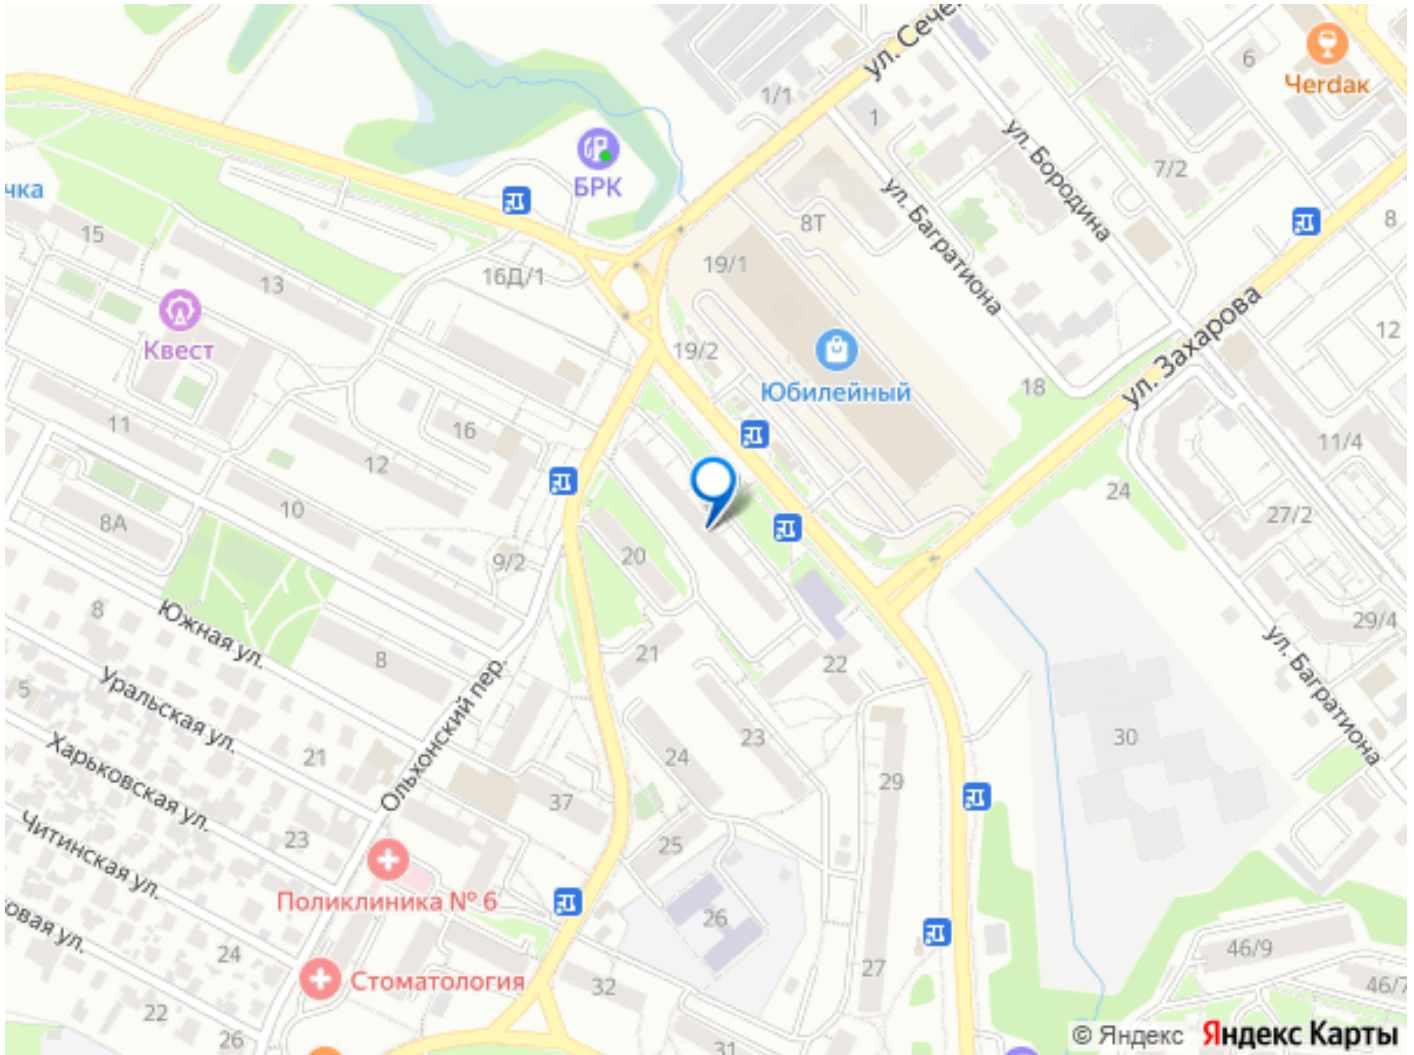 ул. Сече
6
Черdак
1/1
1
ул. Бородина
7/2
БРК
чка
ул. Багратиона
8
15
8Т
16Д/1
19/1
13
ул. Захарова
12
Квест
19/2
Юбилейный
18
11
16
11/4
12
24
10
8А
27/2
20
9/2
8
29/4
Южная ул.
21
8
22
ул. Багратиона
5
Уральская ул.
Ольхонский пер.
23
30
24
21
29
Харьковская ул.
37
23
25
Читинская ул.
Поликлиника № 6
26
овая ул.
24
46/9
27
Стоматология
32
46/7
22
26
31
© Яндекс Яндекс Карты